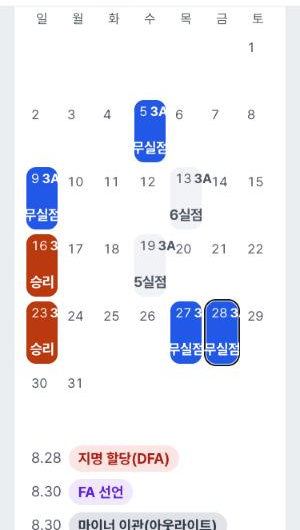 일 월 화 수 목 금 토
1
2 3 4 5 3A 6 7 8
무실점
9 3A 10 11 12 13 3A 14 15
무실점 6실점
16 3 17 18 19 3A 20 21 22
승리 5실점
23 3 24 25 26 27 3 28 3 29
승리 무실점 무실점
30 31
8.28 지명 할당(DFA)
8.30 FA 선언
8.30 마이너 이관(아웃라이트)